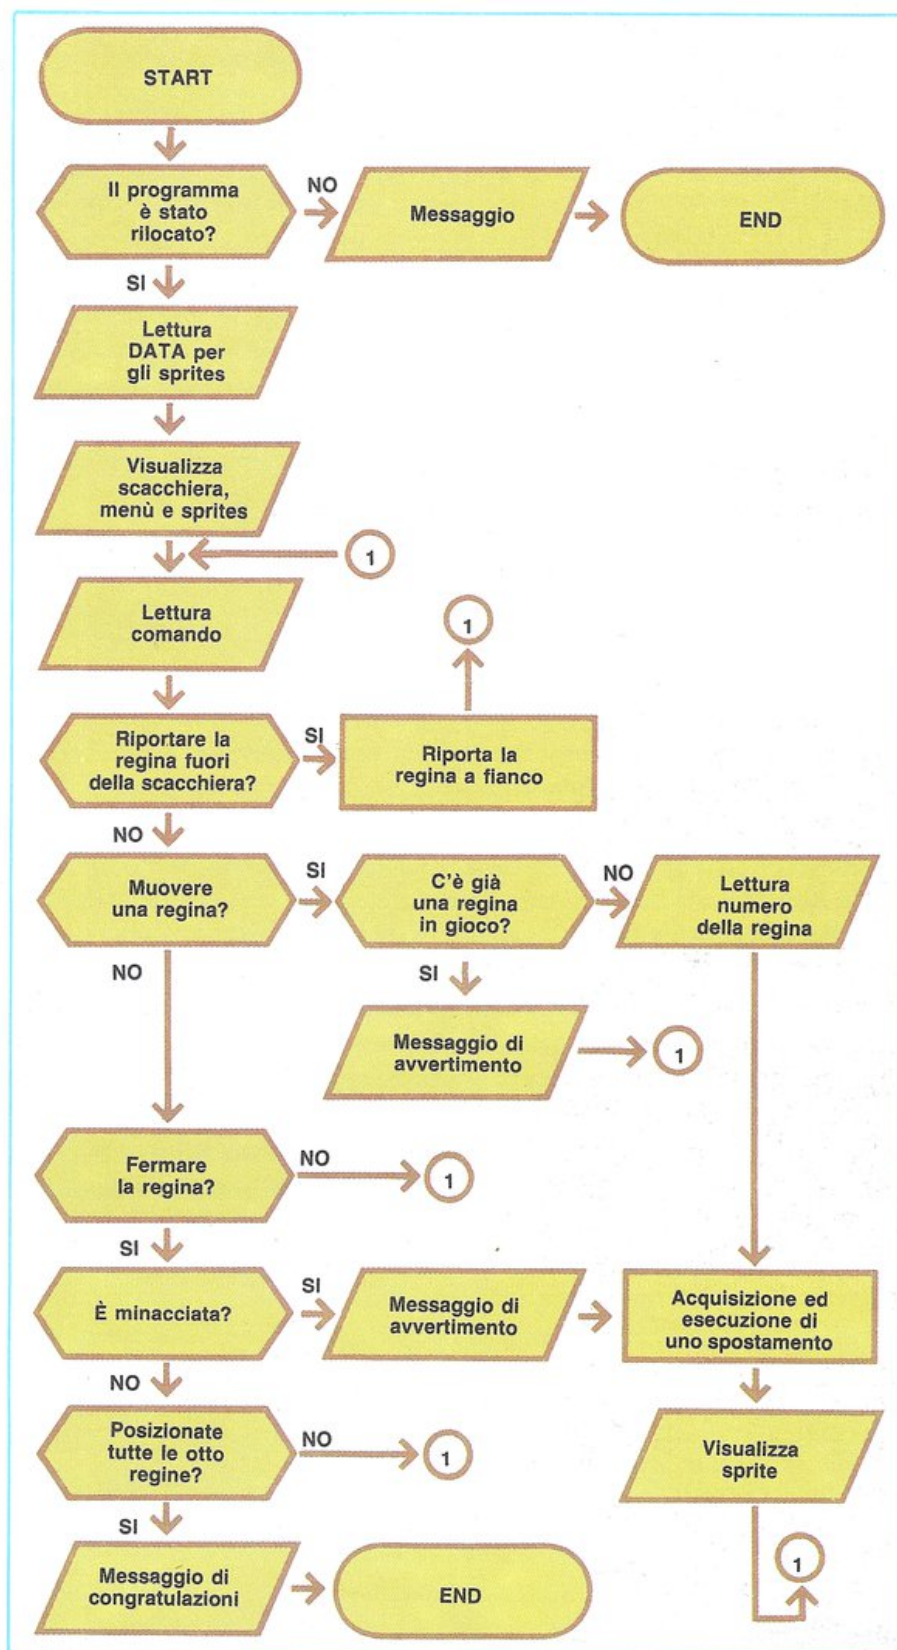 START
Il programma
è stato
rilocato?
NO
Messaggio
END
SI
Lettura
DATA per
gli sprites
Visualizza
scacchiera,
menù e sprites
1
Lettura
comando
1
Riportare la
regina fuori
della scacchiera?
SI
Riporta la
regina a fianco
NO
Muovere
una regina?
SI
C'è già
una regina
in gioco?
NO
Lettura
numero
della regina
NO
SI
Messaggio di
avvertimento
1
Fermare
la regina?
NO
1
SI
È minacciata?
SI
Messaggio di
avvertimento
Acquisizione ed
esecuzione di
uno spostamento
NO
Posizionate
tutte le otto
regine?
NO
1
Visualizza
sprite
SI
1
Messaggio di
congratulazioni
END